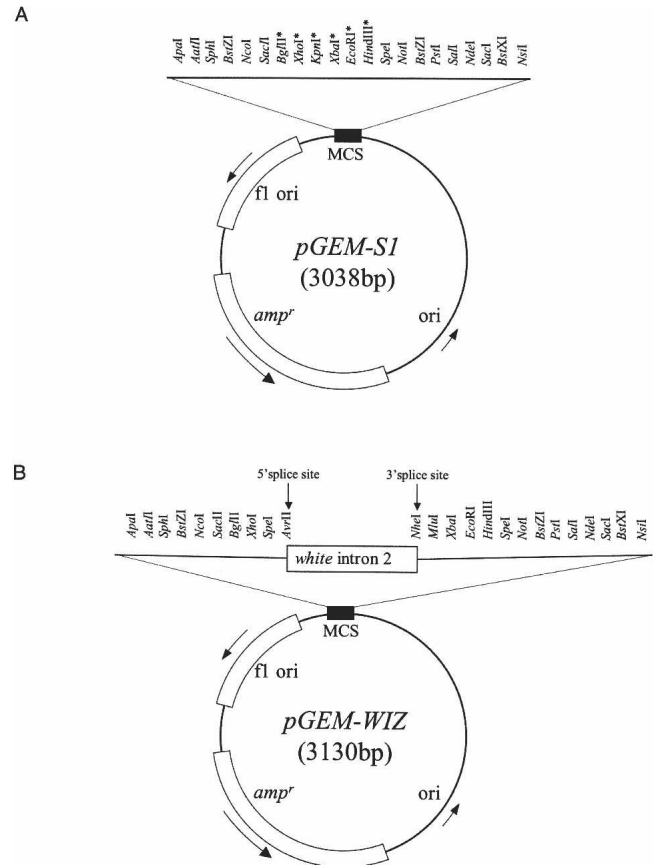 A
ApaI
AatII
SphI
BstZI
NcoI
SacII
BglII*
XhoI*
KpnI*
XbaI*
EcoRI*
HindIII*
SpeI
NotI
BstZI
PstI
SalI
NdeI
SacI
BstXI
NsiI
MCS
f1 ori
pGEM-S1
(3038bp)
ampʳ
ori
B
5'splice site
3'splice site
ApaI
AatII
SphI
BstZI
NcoI
SacII
BglII
XhoI
SpeI
AvrII
NheI
MluI
XbaI
EcoRI
HindIII
SpeI
NotI
BstZI
PstI
SalI
NdeI
SacI
BstXI
NsiI
white intron 2
MCS
f1 ori
pGEM-WIZ
(3130bp)
ampʳ
ori